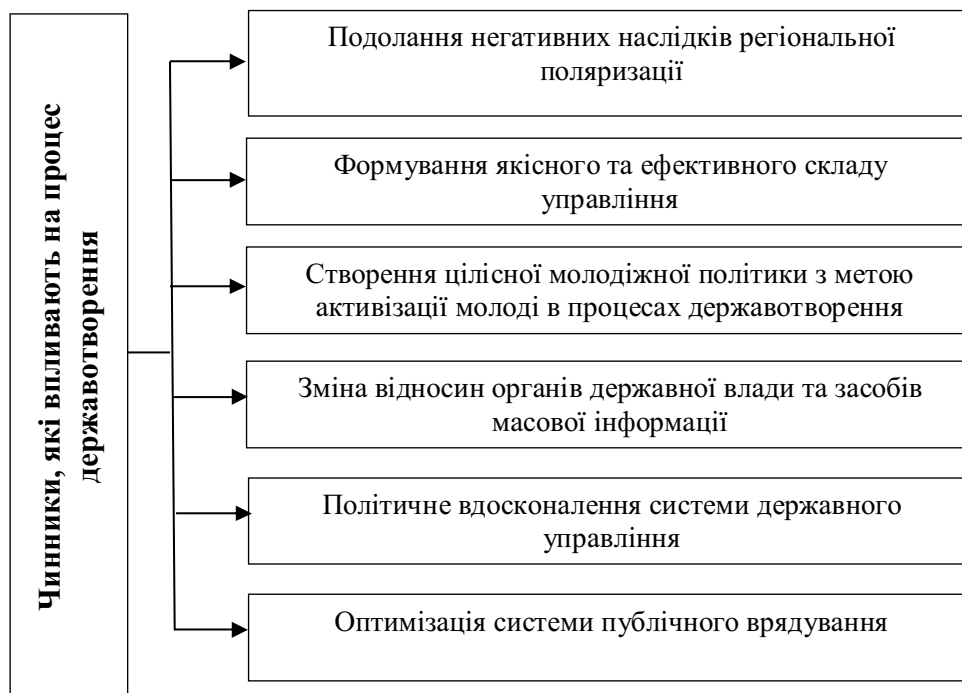 Чинники, які впливають на процес
державотворення
Подолання негативних наслідків регіональної
поляризації
Формування якісного та ефективного складу
управління
Створення цілісної молодіжної політики з метою
активізації молоді в процесах державотворення
Зміна відносин органів державної влади та засобів
масової інформації
Політичне вдосконалення системи державного
управління
Оптимізація системи публічного врядування